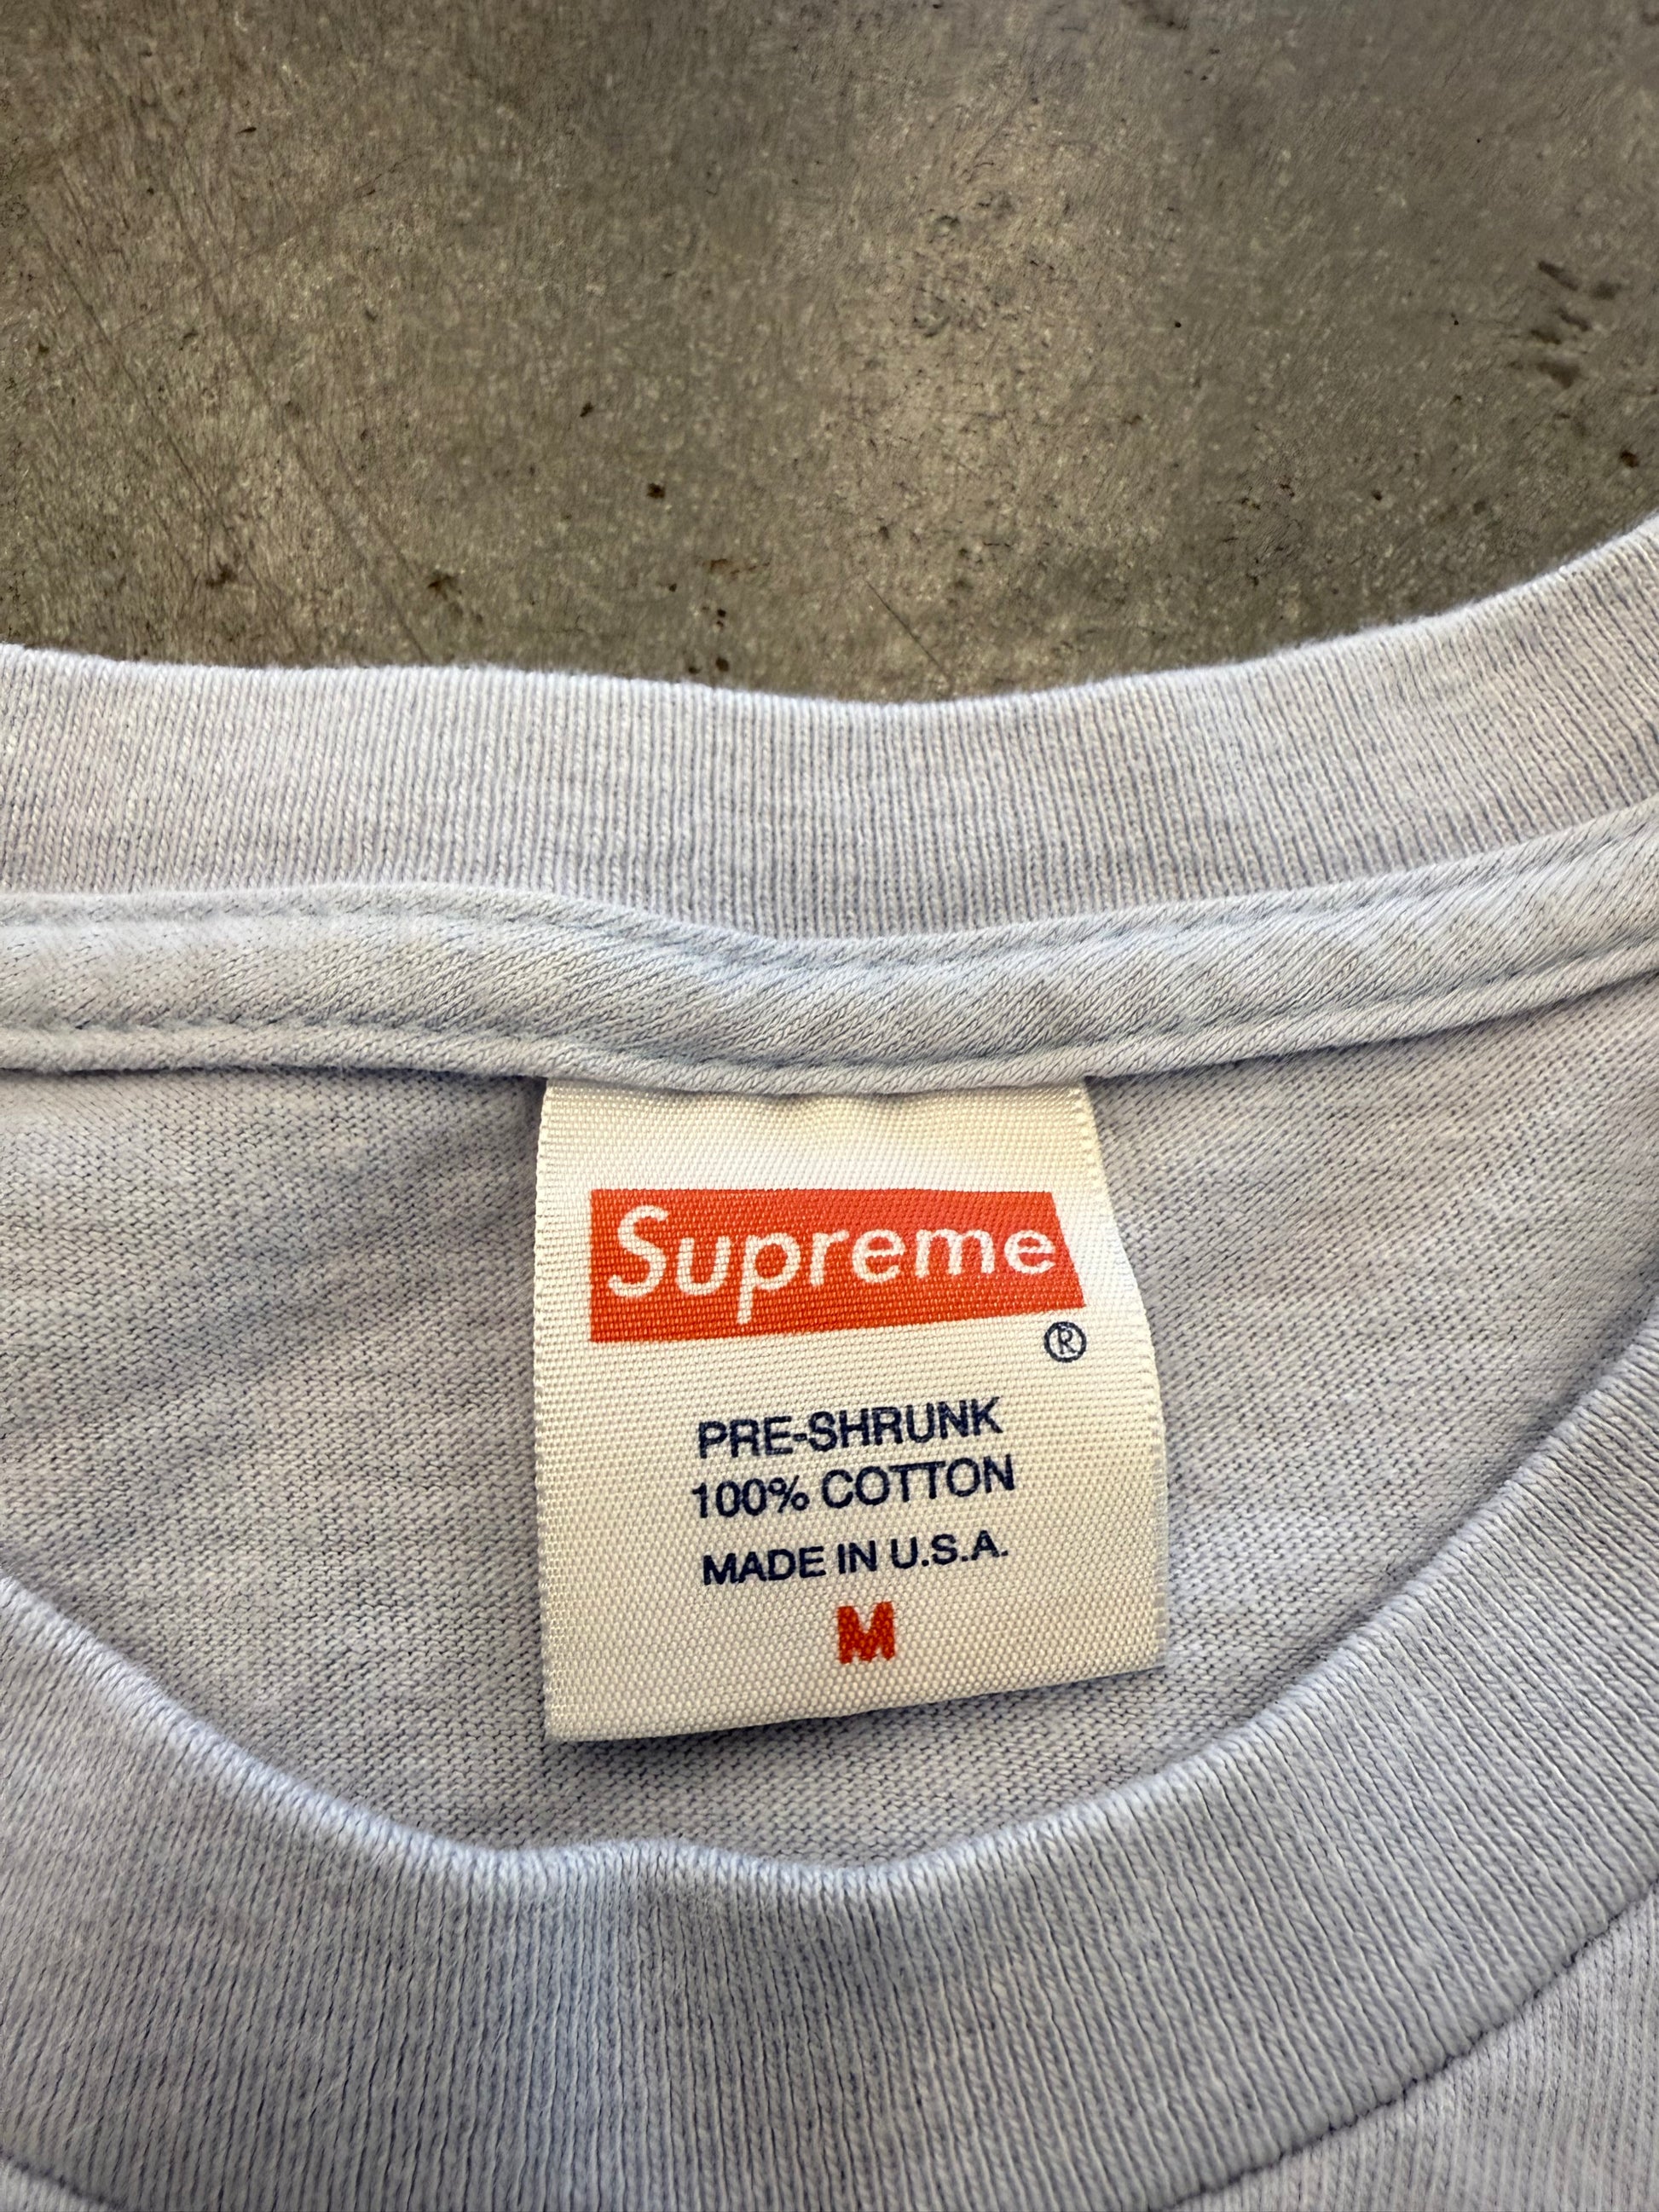 Supreme
®
PRE-SHRUNK
100% COTTON
MADE IN U.S.A.
M